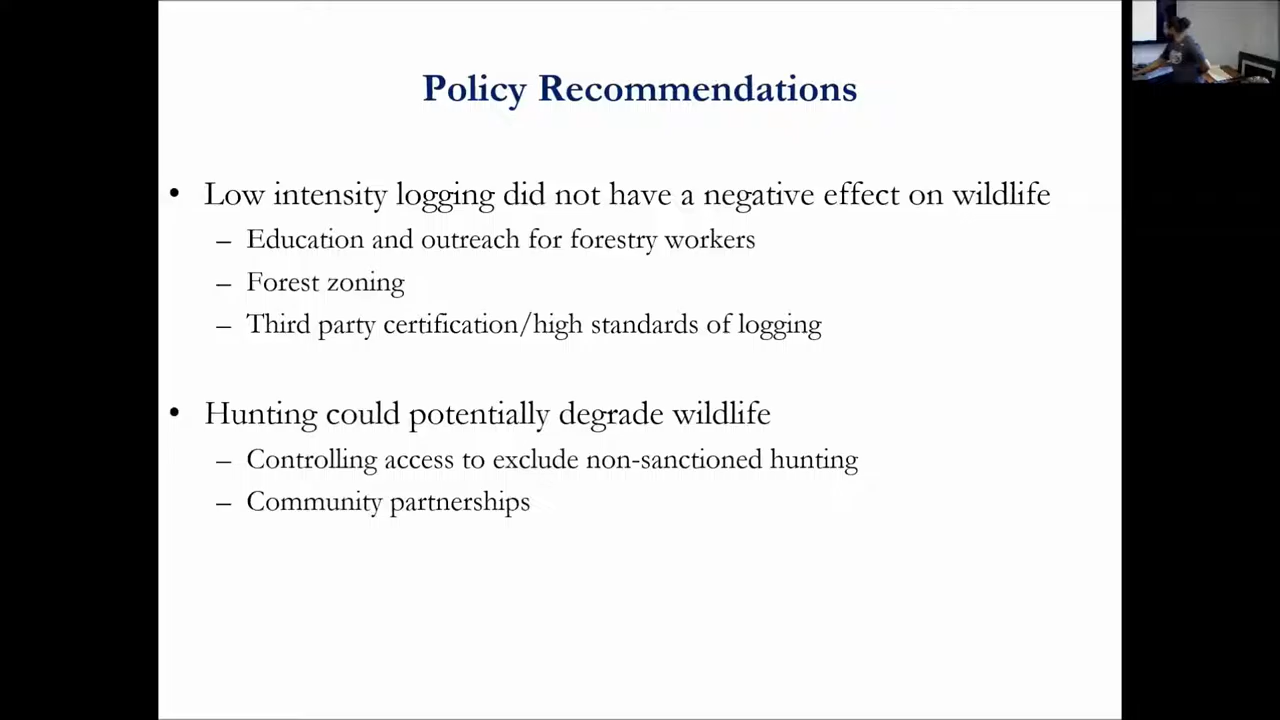 Policy Recommendations
• Low intensity logging did not have a negative effect on wildlife
– Education and outreach for forestry workers
– Forest zoning
– Third party certification/high standards of logging
• Hunting could potentially degrade wildlife
– Controlling access to exclude non-sanctioned hunting
– Community partnerships